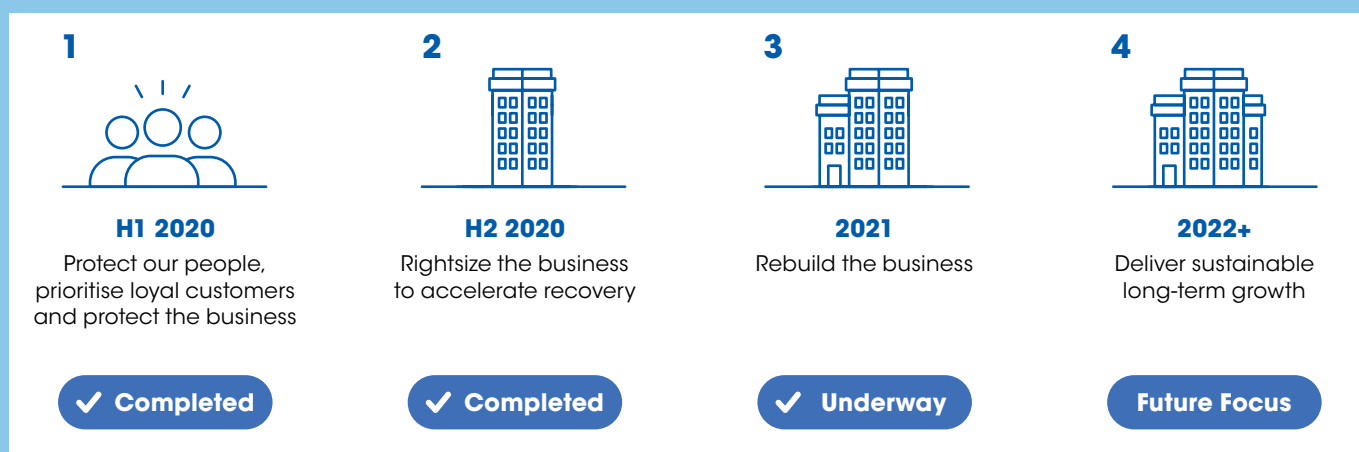 1
H1 2020
Protect our people,
prioritise loyal customers
and protect the business
Completed
2
H2 2020
Rightsize the business
to accelerate recovery
Completed
3
2021
Rebuild the business
Underway
4
2022+
Deliver sustainable
long-term growth
Future Focus